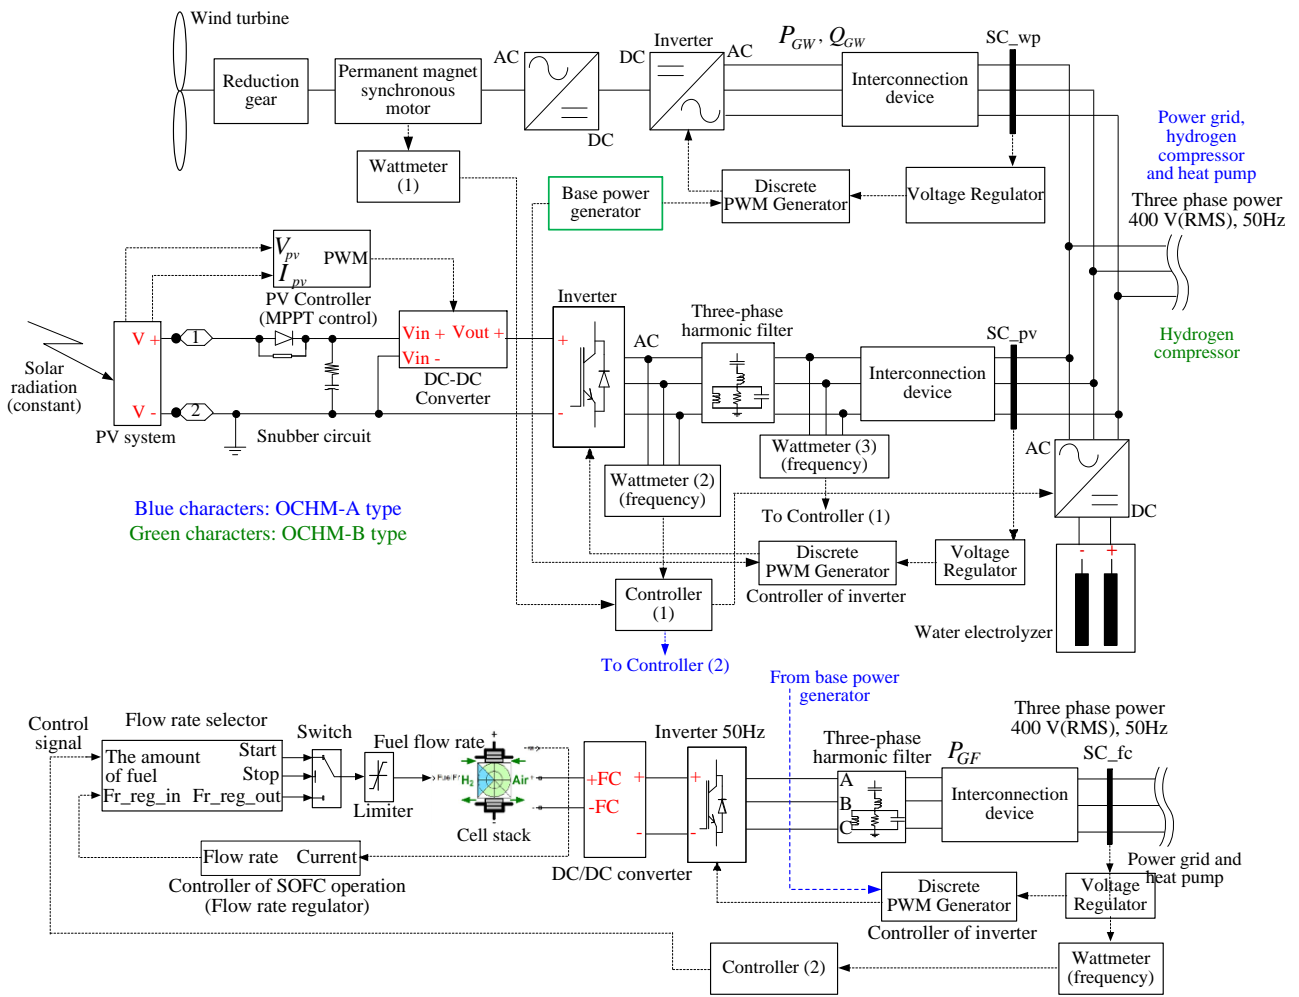 Wind turbine
Reduction
gear
Permanent magnet
synchronous
motor
AC
DC
DC
Inverter
AC
P_GW, Q_GW
Interconnection
device
SC_wp
Wattmeter
(1)
Base power
generator
Discrete
PWM Generator
Voltage Regulator
Power grid,
hydrogen
compressor
and heat pump
Three phase power
400 V(RMS), 50Hz
Hydrogen
compressor
V_pv
I_pv
PWM
PV Controller
(MPPT control)
Solar
radiation
(constant)
V +
V -
PV system
1
2
Snubber circuit
Vin +
Vout +
Vin -
DC-DC
Converter
Inverter
+
-
AC
Three-phase
harmonic filter
Interconnection
device
SC_pv
Wattmeter (2)
(frequency)
Wattmeter (3)
(frequency)
To Controller (1)
AC
DC
-
+
Water electrolyzer
Blue characters: OCHM-A type
Green characters: OCHM-B type
Discrete
PWM Generator
Controller of inverter
Voltage
Regulator
Controller
(1)
To Controller (2)
From base power
generator
Control
signal
Flow rate selector
The amount
of fuel
Fr_reg_in
Start
Stop
Fr_reg_out
Switch
Limiter
Fuel flow rate
FuelFr
H2
Air
+
-
+
-
Cell stack
Flow rate
Current
Controller of SOFC operation
(Flow rate regulator)
+FC
-FC
+
-
DC/DC converter
Inverter 50Hz
+
-
Three-phase
harmonic filter
A
B
C
P_GF
Interconnection
device
Three phase power
400 V(RMS), 50Hz
SC_fc
Power grid and
heat pump
Discrete
PWM Generator
Controller of inverter
Voltage
Regulator
Controller (2)
Wattmeter
(frequency)